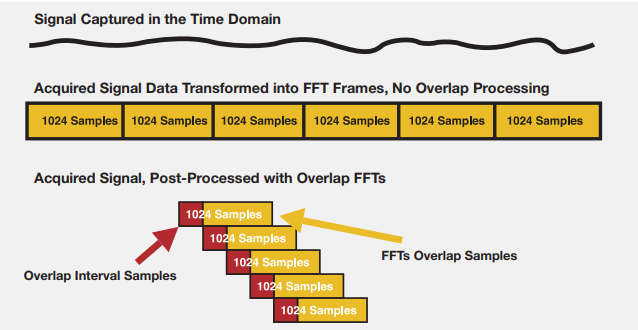 Signal Captured in the Time Domain
Acquired Signal Data Transformed into FFT Frames, No Overlap Processing
1024 Samples 1024 Samples 1024 Samples 1024 Samples 1024 Samples 1024 Samples
Acquired Signal, Post-Processed with Overlap FFTs
1024 Samples
1024 Samples
FFTs Overlap Samples
1024 Samples
Overlap Interval Samples
1024 Samples
1024 Samples